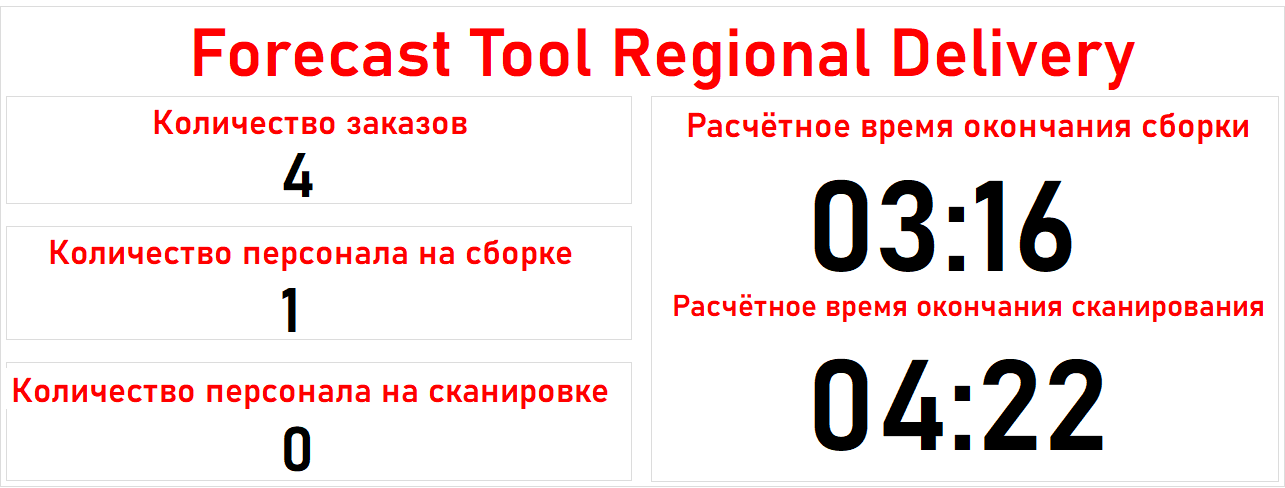 Forecast Tool Regional Delivery
Количество заказов
4
Количество персонала на сборке
1
Количество персонала на сканировке
0
Расчётное время окончания сборки
03:16
Расчётное время окончания сканирования
04:22